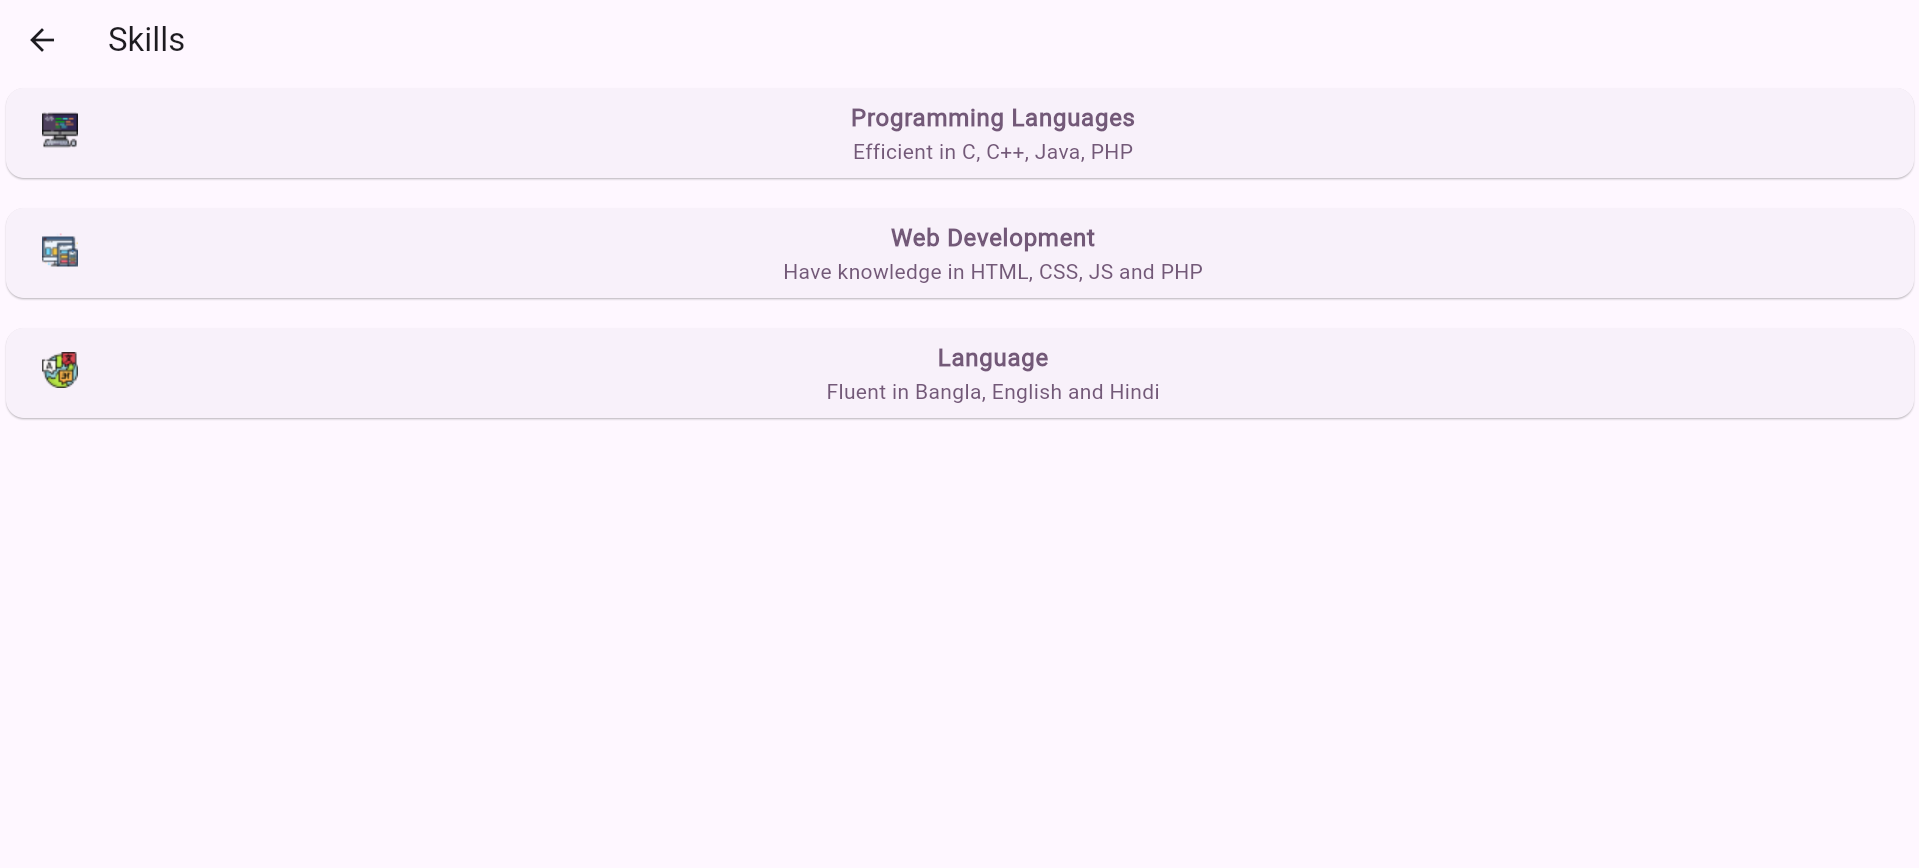 Skills
Programming Languages
Efficient in C, C++, Java, PHP
Web Development
Have knowledge in HTML, CSS, JS and PHP
Language
Fluent in Bangla, English and Hindi